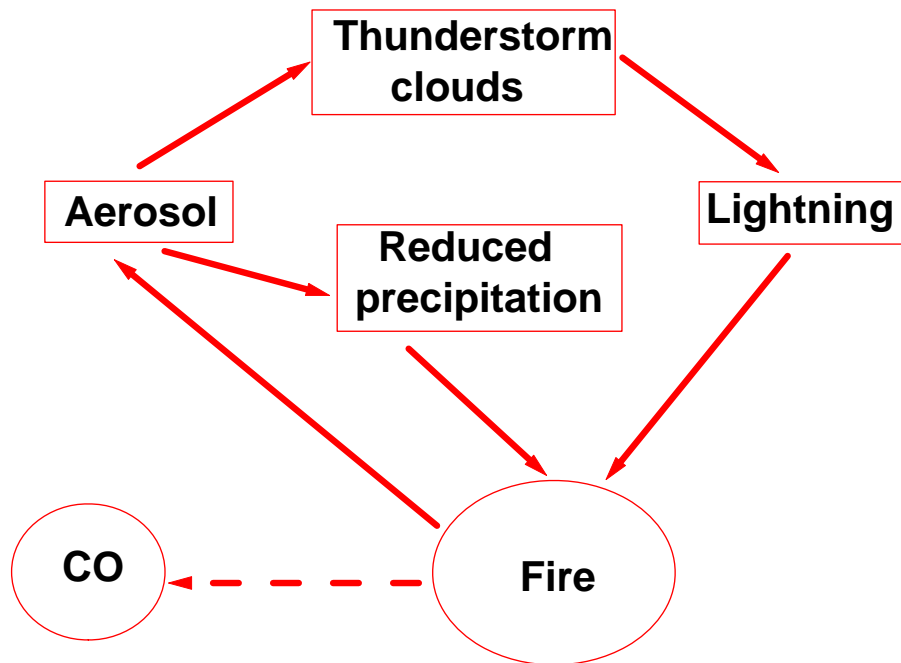 Thunderstorm
clouds
Aerosol
Lightning
Reduced
precipitation
CO
Fire